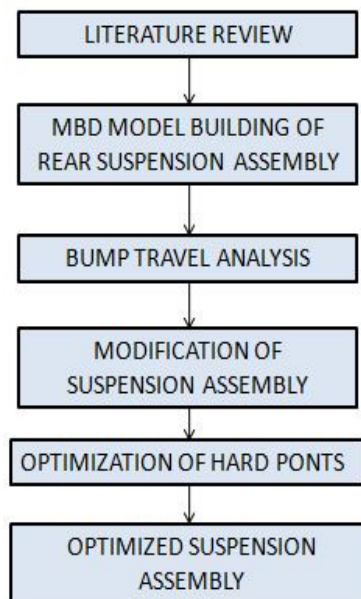 LITERATURE REVIEW
MBD MODEL BUILDING OF
REAR SUSPENSION ASSEMBLY
BUMP TRAVEL ANALYSIS
MODIFICATION OF
SUSPENSION ASSEMBLY
OPTIMIZATION OF HARD PONTS
OPTIMIZED SUSPENSION
ASSEMBLY